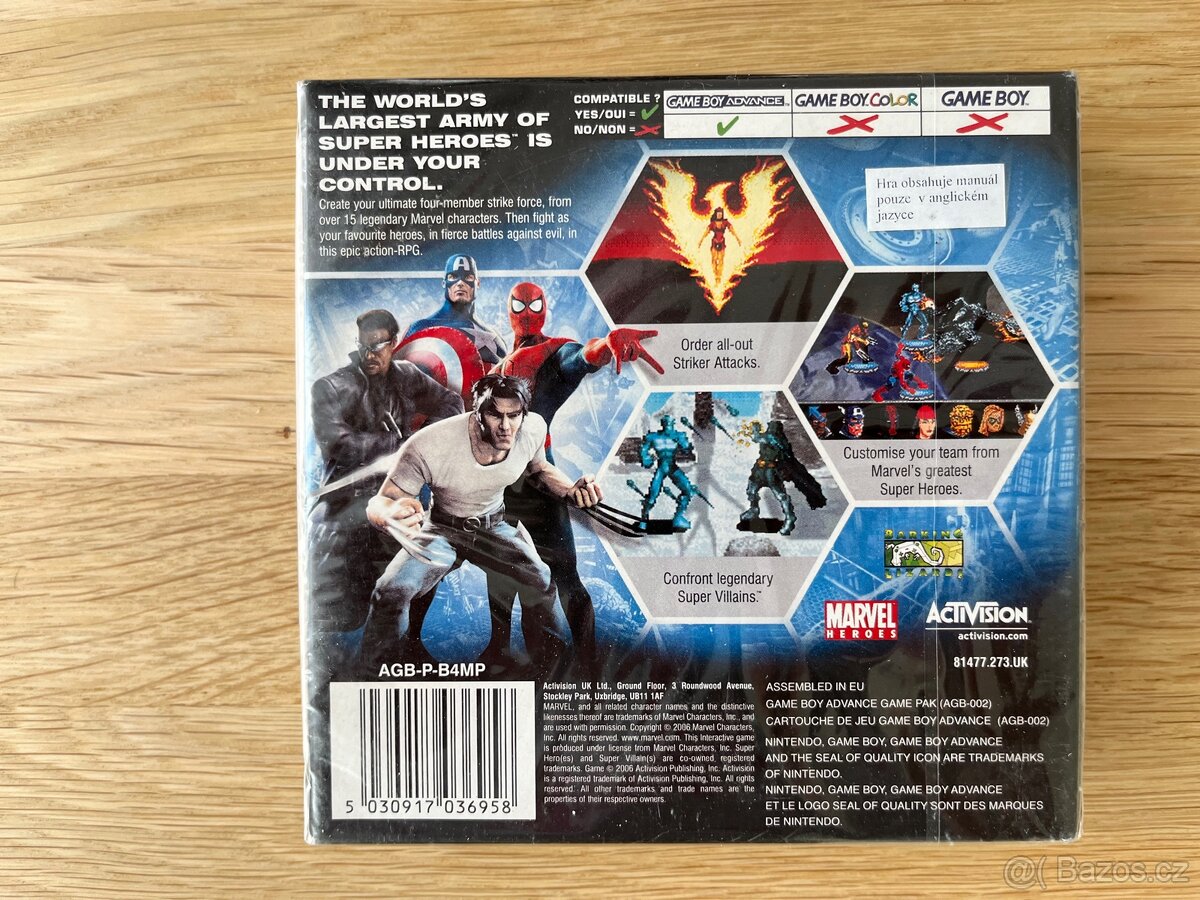 THE WORLD'S
LARGEST ARMY OF
SUPER HEROES™ IS
UNDER YOUR
CONTROL.
Create your ultimate four-member strike force, from
over 15 legendary Marvel characters. Then fight as
your favourite heroes, in fierce battles against evil, in
this epic action-RPG.
COMPATIBLE ?
YES/OUI =
NO/NON =
GAME BOY ADVANCE™
GAME BOY COLOR
GAME BOY™
Hra obsahuje manuál
pouze v anglickém
jazyce
Order all-out
Striker Attacks.
Customise your team from
Marvel's greatest
Super Heroes.
Confront legendary
Super Villains.™
BARKING
LIZARDS
MARVEL
HEROES
ACTIVISION
activision.com
81477.273.UK
AGB-P-B4MP
5 030917 036958
Activision UK Ltd., Ground Floor, 3 Roundwood Avenue,
Stockley Park, Uxbridge, UB11 1AF
MARVEL, and all related character names and the distinctive
likenesses thereof are trademarks of Marvel Characters, Inc., and
are used with permission. Copyright © 2006 Marvel Characters,
Inc. All rights reserved. www.marvel.com. This Interactive game
is produced under license from Marvel Characters, Inc. Super
Hero(es) and Super Villain(s) are co-owned registered
trademarks. Game © 2006 Activision Publishing, Inc. Activision
is a registered trademark of Activision Publishing, Inc. All rights
reserved. All other trademarks and trade names are the
properties of their respective owners.
ASSEMBLED IN EU
GAME BOY ADVANCE GAME PAK (AGB-002)
CARTOUCHE DE JEU GAME BOY ADVANCE (AGB-002)
NINTENDO, GAME BOY, GAME BOY ADVANCE
AND THE SEAL OF QUALITY ICON ARE TRADEMARKS
OF NINTENDO.
NINTENDO, GAME BOY, GAME BOY ADVANCE
ET LE LOGO SEAL OF QUALITY SONT DES MARQUES
DE NINTENDO.
Bazos.cz